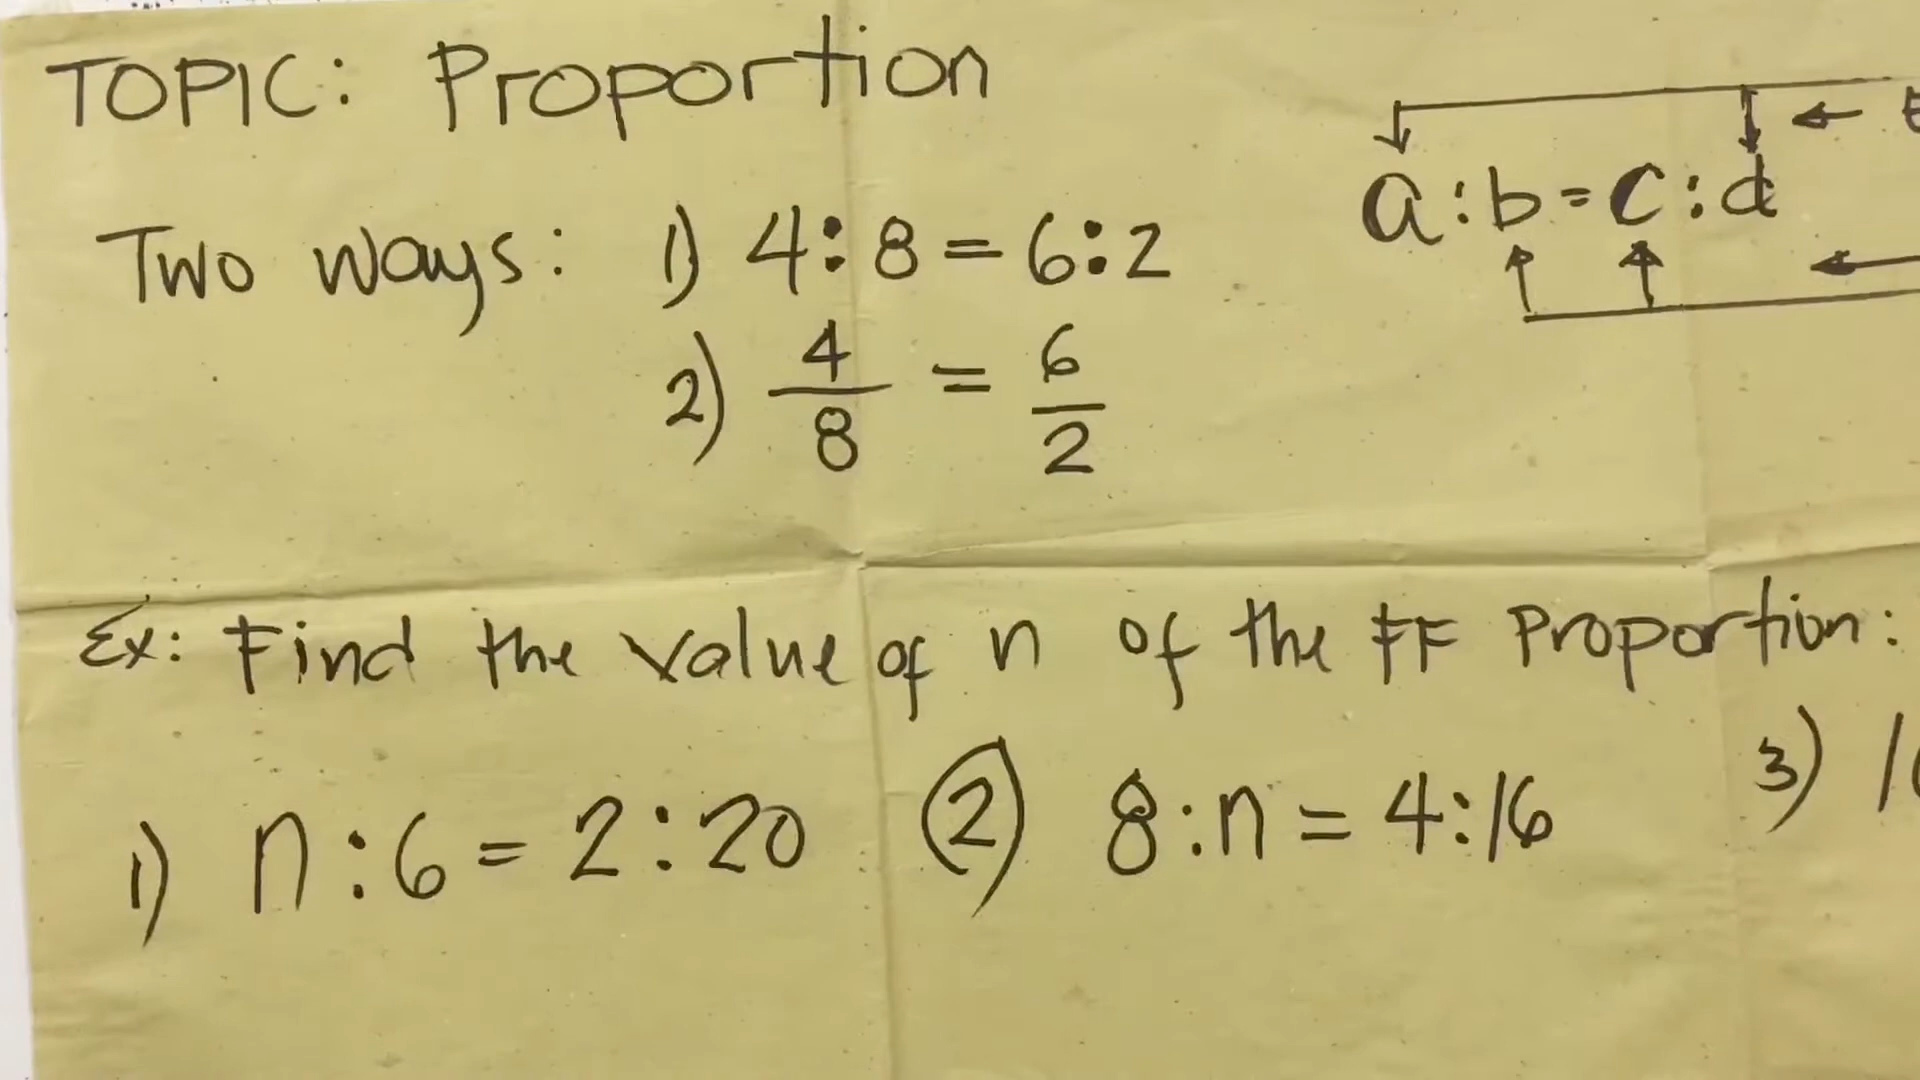 TOPIC: Proportion
a:b=c:d
Two ways: 1) 4:8=6:2
2) 4/8 = 6/2
Ex: Find the value of n of the FF Proportion:
1) n:6=2:20 2) 8:n=4:16 3)